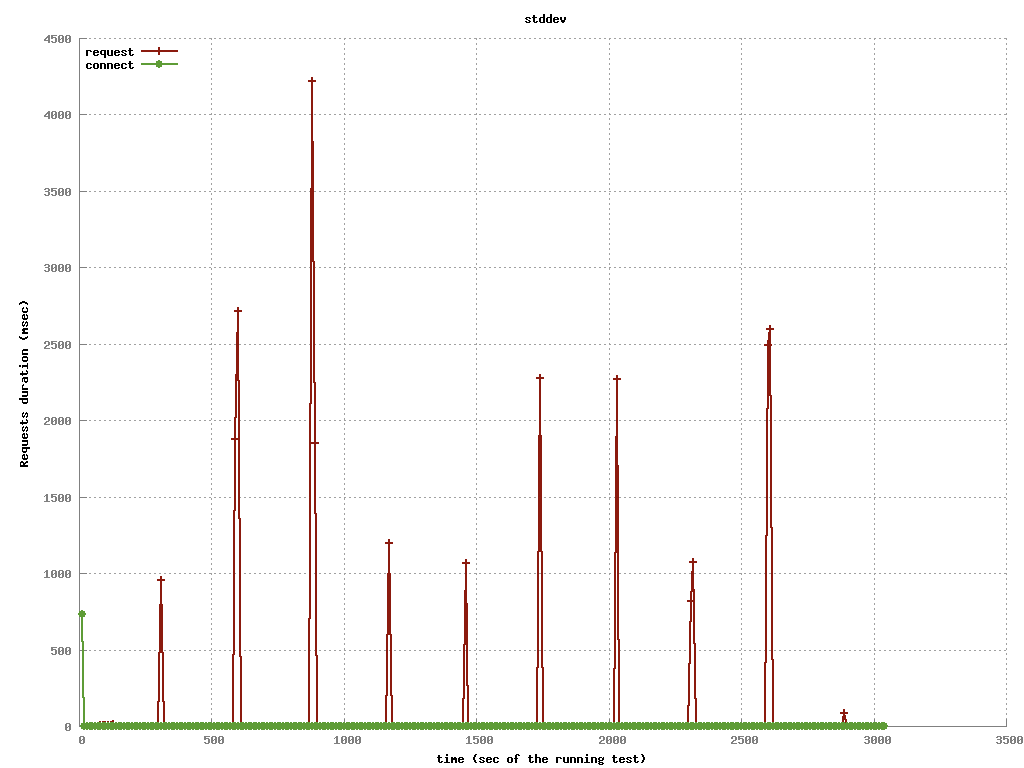 stddev
request
connect
4500
4000
3500
3000
2500
2000
1500
1000
500
0
Requests duration (msec)
0 500 1000 1500 2000 2500 3000 3500
time (sec of the running test)